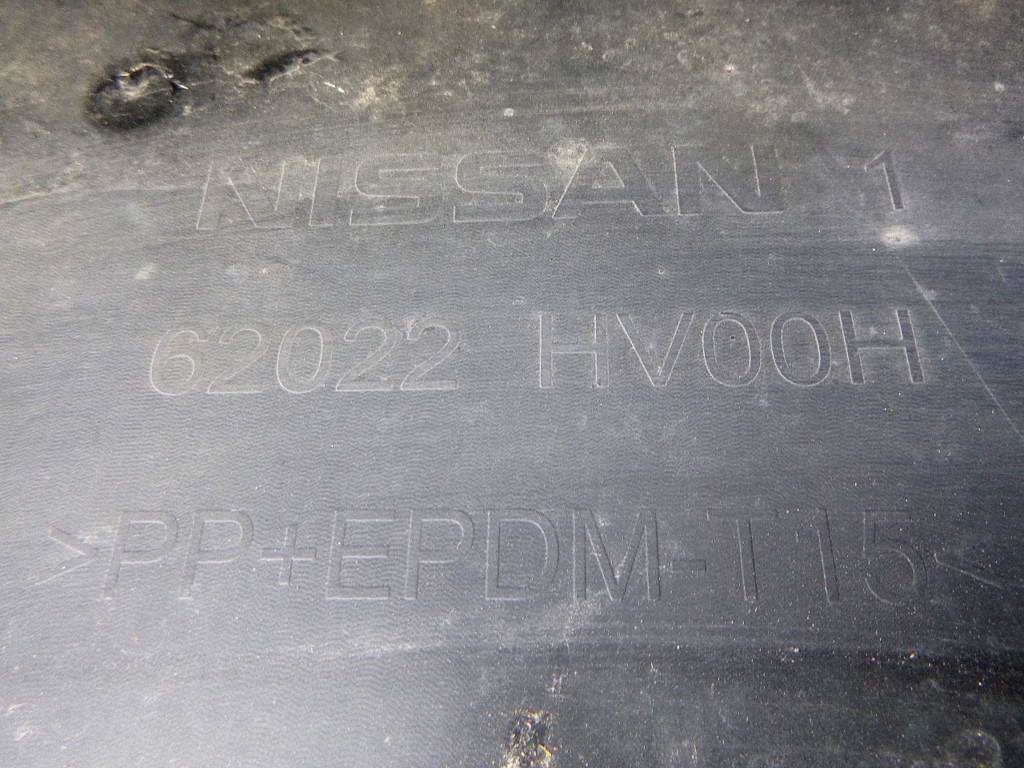 NISSAN 1
62022 HV00H
>PP+EPDM-T15<